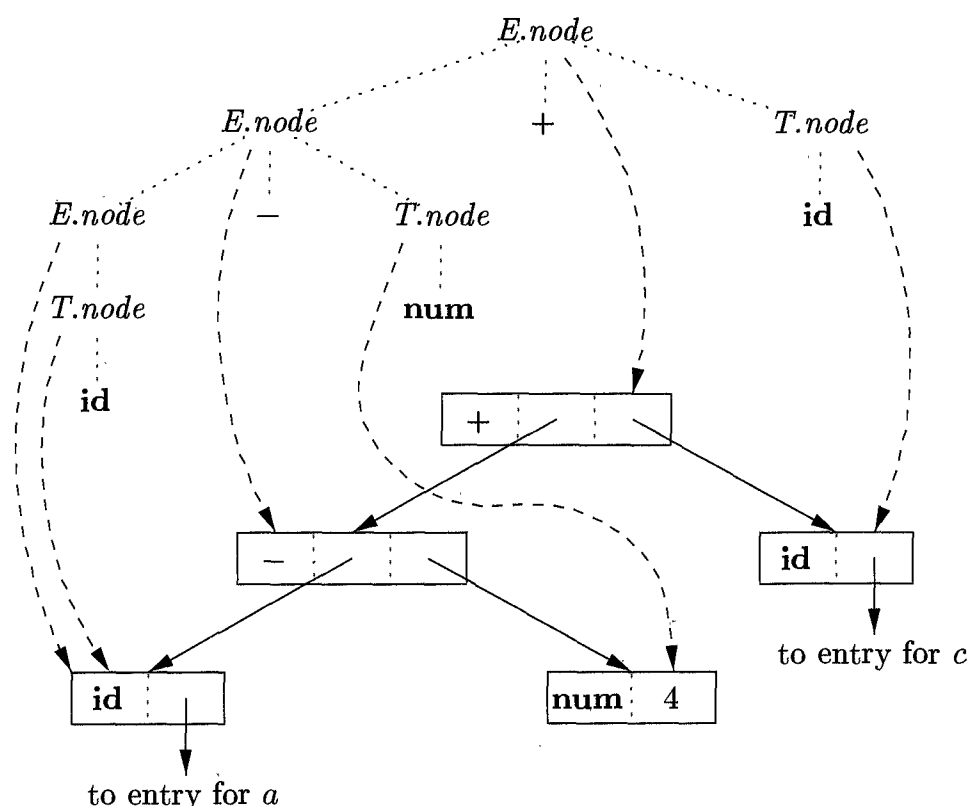 E.node
E.node + T.node
E.node − T.node id
T.node num
id
+
− id
to entry for c
id num 4
to entry for a